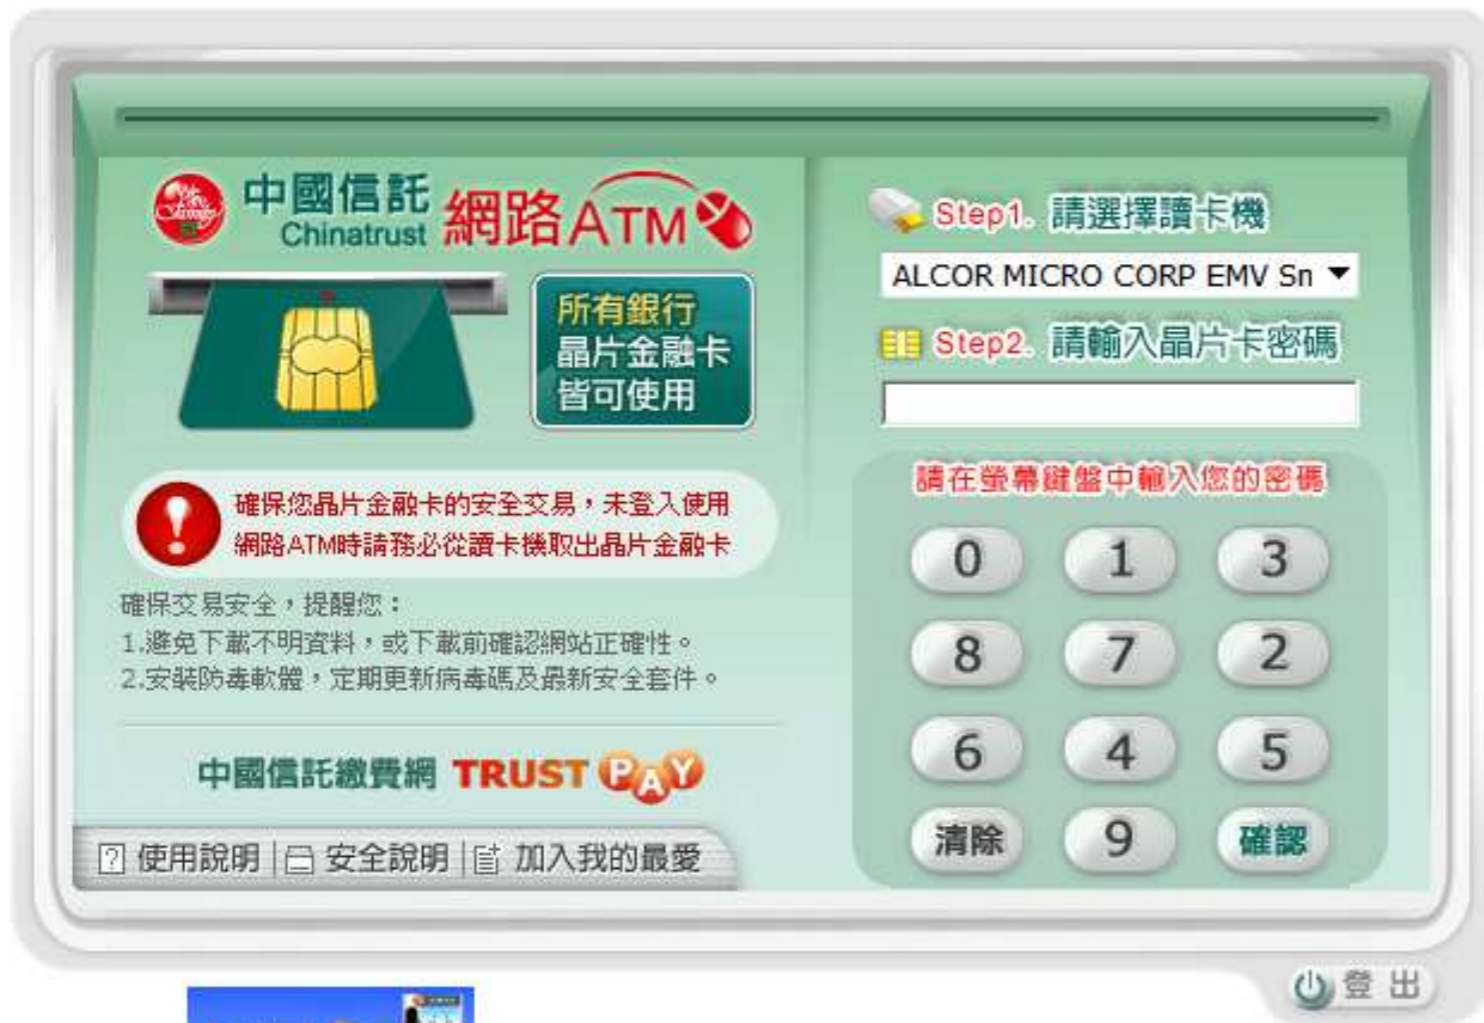 中國信託
Chinatrust
網路ATM
所有銀行
晶片金融卡
皆可使用
確保您晶片金融卡的安全交易，未登入使用
網路ATM時請務必從讀卡機取出晶片金融卡
確保交易安全，提醒您：
1.避免下載不明資料，或下載前確認網站正確性。
2.安裝防毒軟體，定期更新病毒碼及最新安全套件。
中國信託繳費網 TRUST PAY
使用說明 | 安全說明 | 加入我的最愛
Step1. 請選擇讀卡機
ALCOR MICRO CORP EMV Sn
Step2. 請輸入晶片卡密碼
請在螢幕鍵盤中輸入您的密碼
0 1 3
8 7 2
6 4 5
清除 9 確認
登出